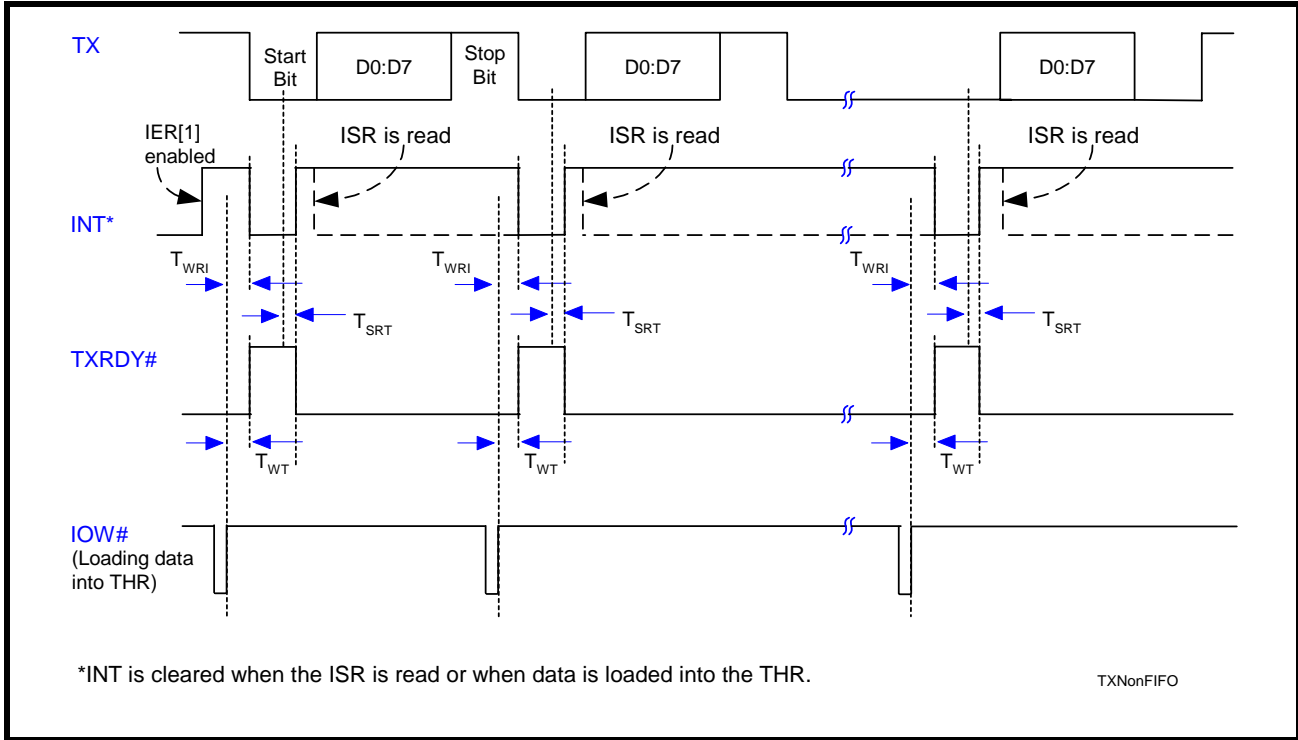 TX
Start
Bit
D0:D7
Stop
Bit
D0:D7
D0:D7
IER[1]
enabled
ISR is read
ISR is read
ISR is read
INT*
TWRI
TWRI
TWRI
TSRT
TSRT
TSRT
TXRDY#
TWT
TWT
TWT
IOW#
(Loading data
into THR)
*INT is cleared when the ISR is read or when data is loaded into the THR.
TXNonFIFO